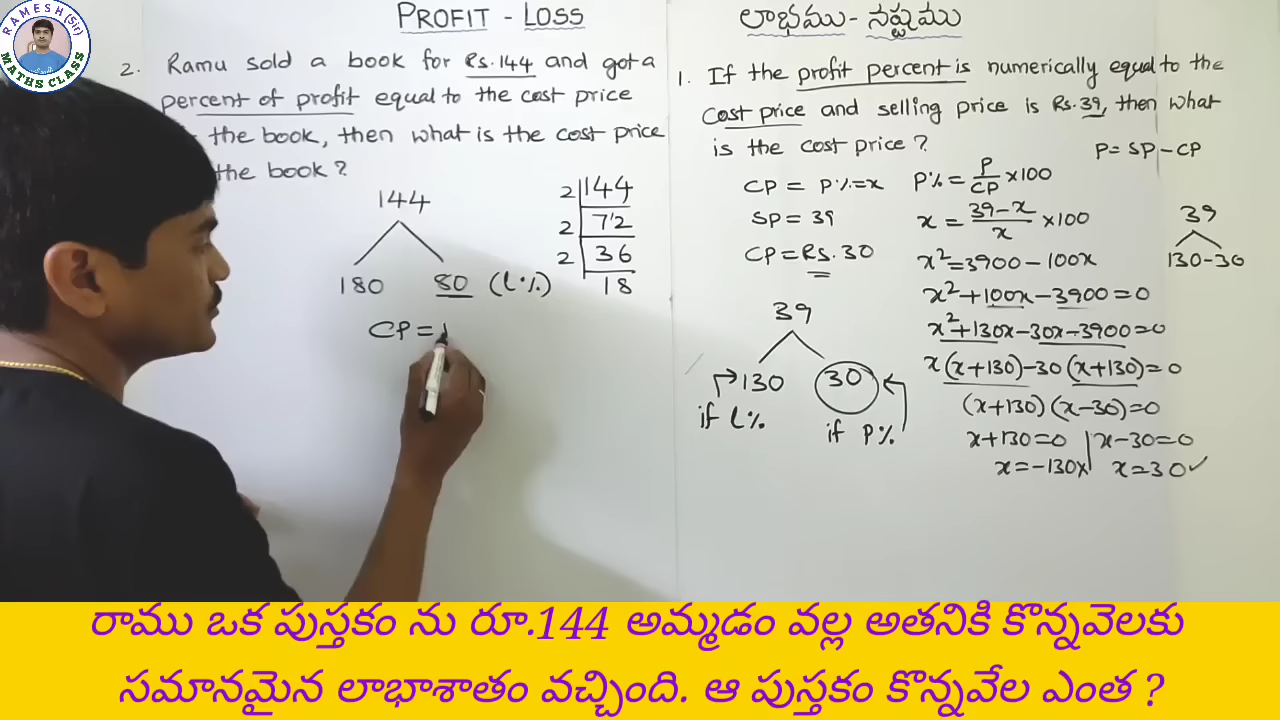 RAMESH (Sir)
MATHS CLASS
PROFIT - LOSS
2. Ramu sold a book for Rs.144 and got a
percent of profit equal to the cost price
the book, then what is the cost price
the book?
144
180 80 (L%)
CP =
2 144
2 72
2 36
18
లాభము - నష్టము
1. If the profit percent is numerically equal to the
cost price and selling price is Rs.39, then what
is the cost price?
P = SP - CP
CP = P% = x
SP = 39
CP = Rs. 30
P% = P/CP × 100
x = 39-x/x × 100
x² = 3900 - 100x
x² + 100x - 3900 = 0
x² + 130x - 30x - 3900 = 0
x(x+130) - 30(x+130) = 0
(x+130)(x-30) = 0
x+130=0 | x-30=0
x=-130x | x=30✓
39
130-30
39
130 30
if L% if P%
రాము ఒక పుస్తకం ను రూ.144 అమ్మడం వల్ల అతనికి కొన్నవెలకు
సమానమైన లాభాశాతం వచ్చింది. ఆ పుస్తకం కొన్నవేల ఎంత ?